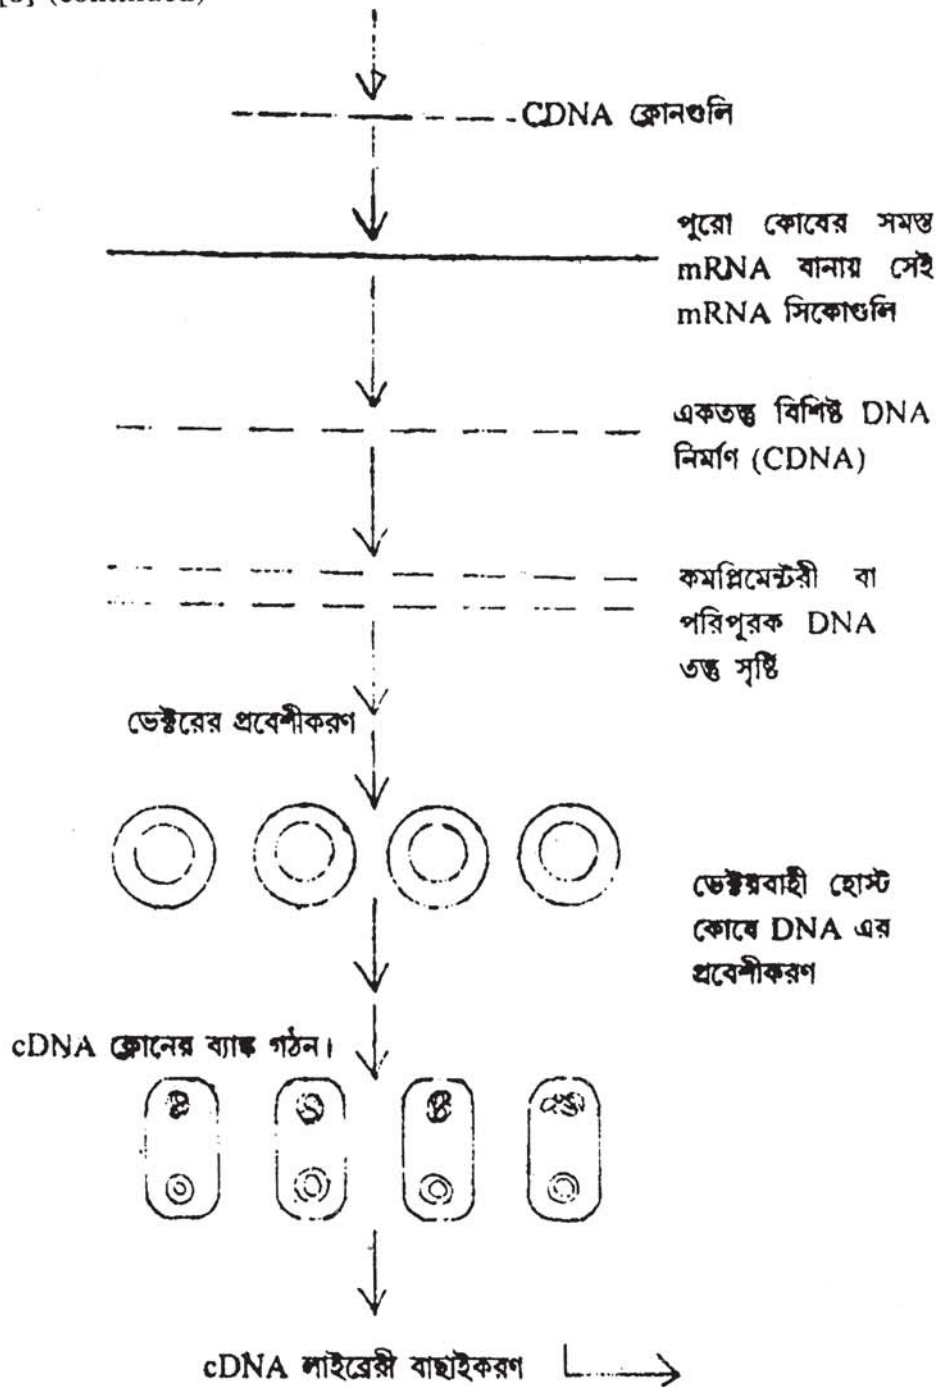 (continued)
CDNA ক্লোনগুলি
পুরো কোষের সমস্ত
mRNA বানায় সেই
mRNA সিকোগুলি
একতন্তু বিশিষ্ট DNA
নির্মাণ (CDNA)
কমপ্লিমেন্টরী বা
পরিপূরক DNA
তন্তু সৃষ্টি
ভেক্টরের প্রবেশীকরণ
ভেক্টরবাহী হোস্ট
কোষে DNA এর
প্রবেশীকরণ
cDNA ক্লোনের ব্যাঙ্ক গঠন।
cDNA লাইব্রেরী বাছাইকরণ